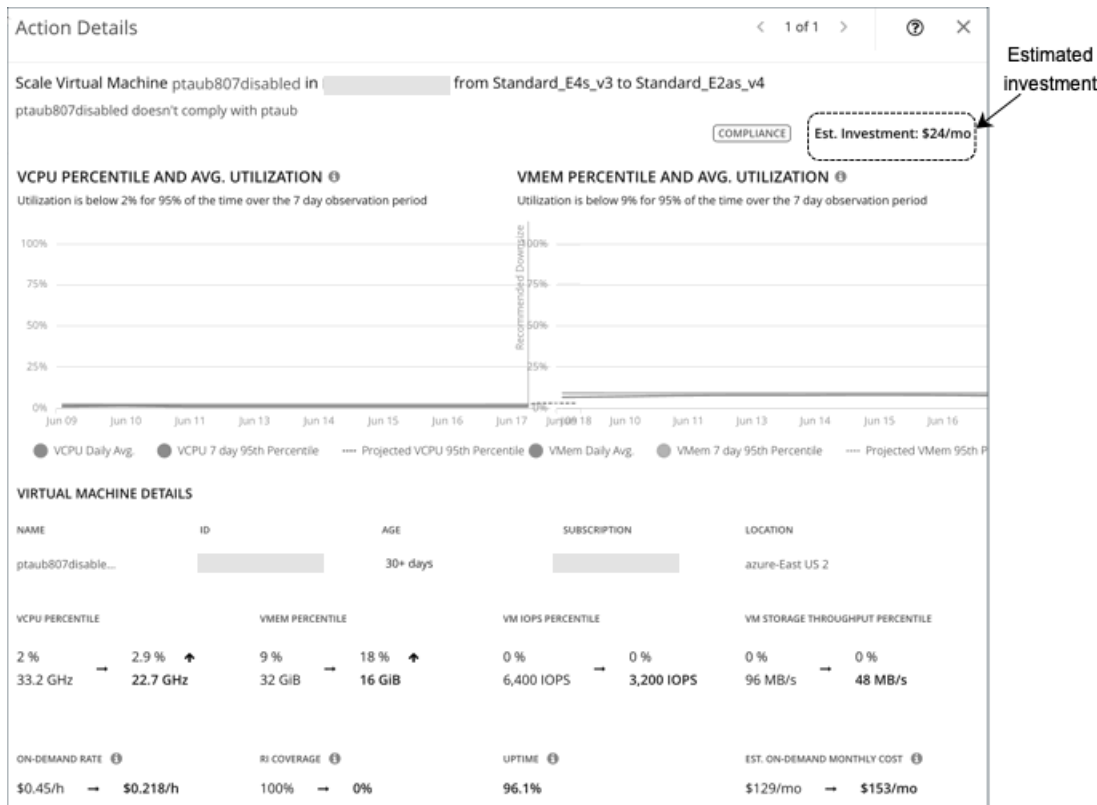 Action Details
1 of 1
Estimated
investment
Scale Virtual Machine ptaub807disabled in from Standard_E4s_v3 to Standard_E2as_v4
ptaub807disabled doesn't comply with ptaub
COMPLIANCE
Est. Investment: $24/mo
VCPU PERCENTILE AND AVG. UTILIZATION
Utilization is below 2% for 95% of the time over the 7 day observation period
100%
75%
50%
25%
0%
Jun 09 Jun 10 Jun 11 Jun 13 Jun 14 Jun 15 Jun 16 Jun 17 18
Recommended Downsize
VCPU Daily Avg. VCPU 7 day 95th Percentile Projected VCPU 95th Percentile
VMEM PERCENTILE AND AVG. UTILIZATION
Utilization is below 9% for 95% of the time over the 7 day observation period
100%
75%
50%
25%
0%
Jun 09 Jun 10 Jun 11 Jun 13 Jun 14 Jun 15 Jun 16
VMem Daily Avg. VMem 7 day 95th Percentile Projected VMem 95th P
VIRTUAL MACHINE DETAILS
NAME ID AGE SUBSCRIPTION LOCATION
ptaub807disable... 30+ days azure-East US 2
VCPU PERCENTILE VMEM PERCENTILE VM IOPS PERCENTILE VM STORAGE THROUGHPUT PERCENTILE
2 % → 2.9 % ↑ 9 % → 18 % ↑ 0 % → 0 % 0 % → 0 %
33.2 GHz 22.7 GHz 32 GiB 16 GiB 6,400 IOPS 3,200 IOPS 96 MB/s 48 MB/s
ON-DEMAND RATE RI COVERAGE UPTIME EST. ON-DEMAND MONTHLY COST
$0.45/h → $0.218/h 100% → 0% 96.1% $129/mo → $153/mo